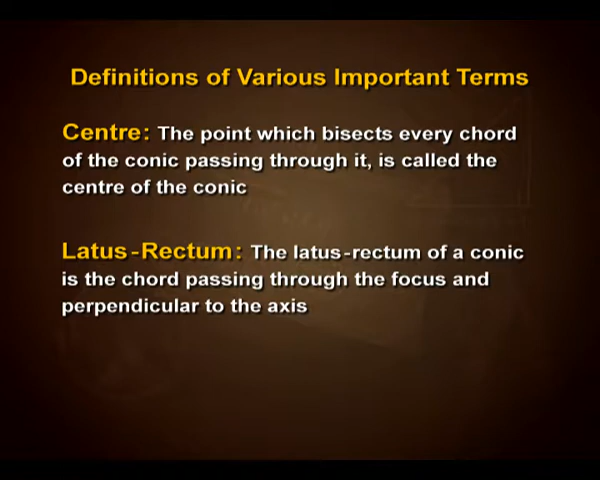 Definitions of Various Important Terms
Centre: The point which bisects every chord
of the conic passing through it, is called the
centre of the conic
Latus-Rectum: The latus-rectum of a conic
is the chord passing through the focus and
perpendicular to the axis